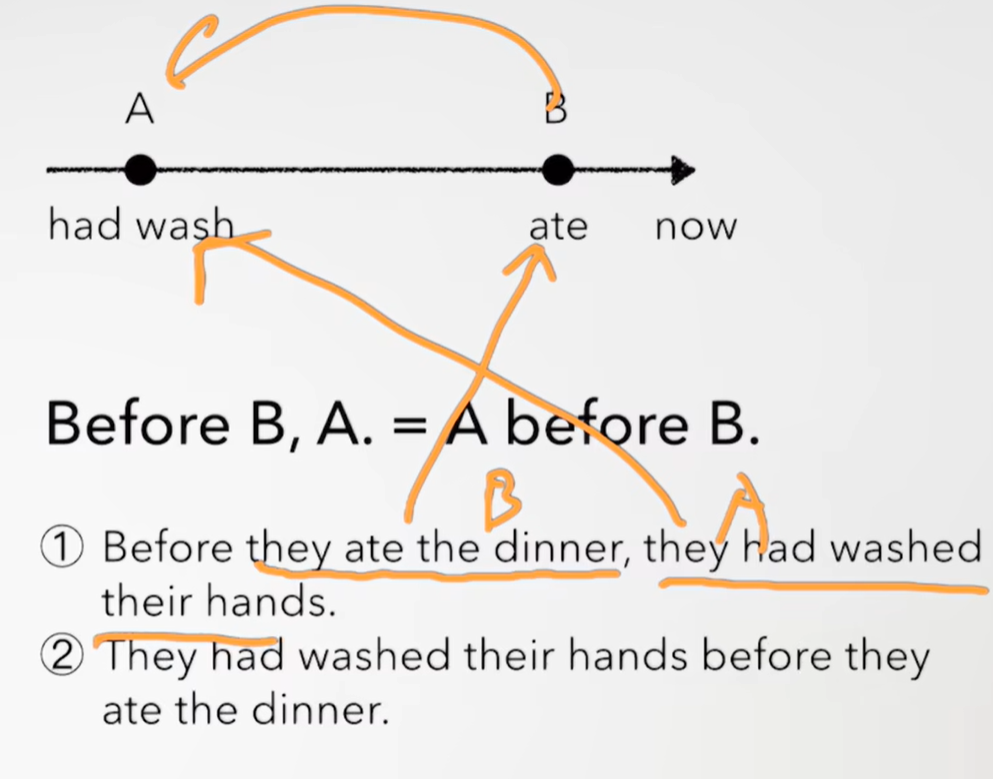 A B
had wash ate now
Before B, A. = A before B.
B A
① Before they ate the dinner, they had washed
their hands.
② They had washed their hands before they
ate the dinner.